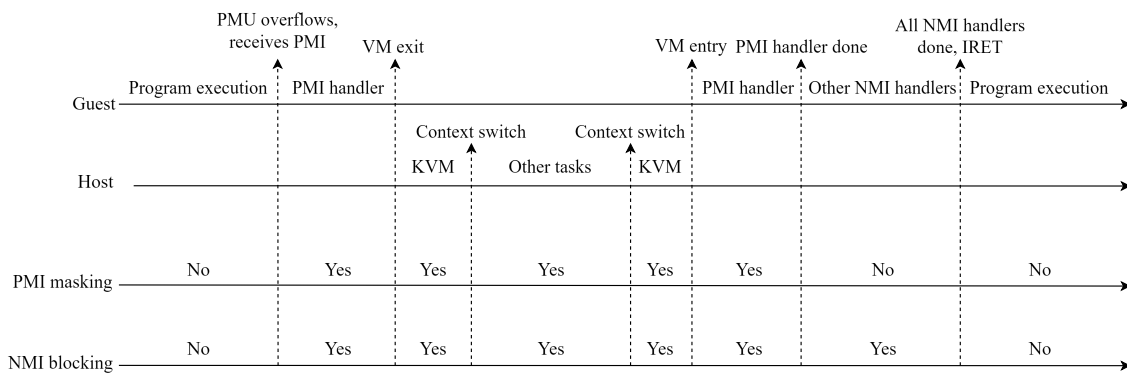 PMU overflows,
receives PMI
VM exit
VM entry
PMI handler done
All NMI handlers
done, IRET
Guest
Program execution
PMI handler
PMI handler
Other NMI handlers
Program execution
Context switch
Context switch
Host
KVM
Other tasks
KVM
PMI masking
No
Yes
Yes
Yes
Yes
Yes
No
No
NMI blocking
No
Yes
Yes
Yes
Yes
Yes
Yes
No